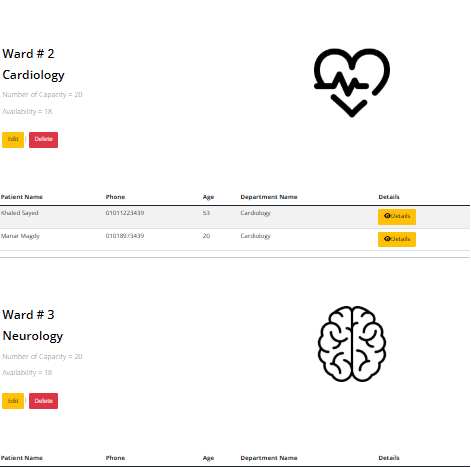 Ward # 2
Cardiology
Number of Capacity = 20
Availability = 18
Edit | Delete
Patient Name Phone Age Department Name Details
Khaled Sayed 01011223439 53 Cardiology Details
Manar Magdy 01018973439 20 Cardiology Details
Ward # 3
Neurology
Number of Capacity = 20
Availability = 18
Edit | Delete
Patient Name Phone Age Department Name Details